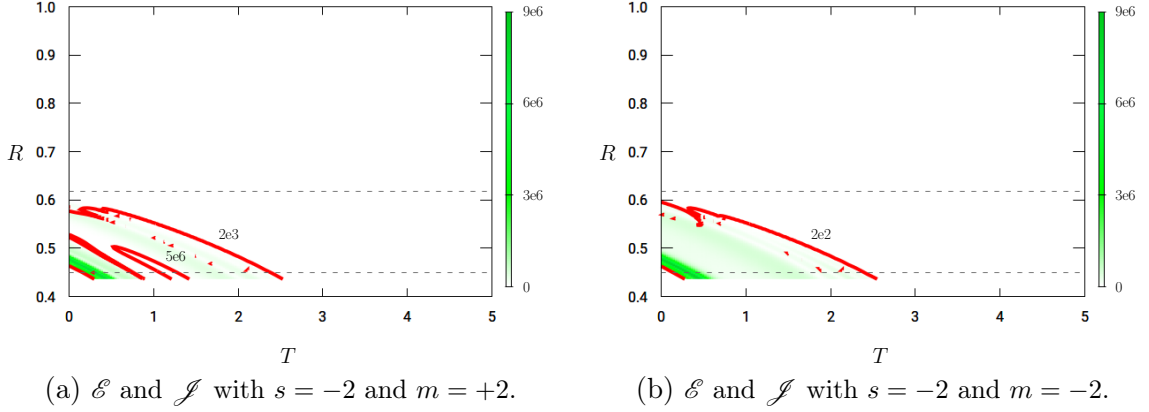 1.0
0.9
0.8
0.7
0.6
0.5
0.4
R
0 1 2 3 4 5
T
2e3
5e6
9e6
6e6
3e6
0
(a) ℰ and 𝒥 with s = −2 and m = +2.
1.0
0.9
0.8
0.7
0.6
0.5
0.4
R
0 1 2 3 4 5
T
2e2
9e6
6e6
3e6
0
(b) ℰ and 𝒥 with s = −2 and m = −2.